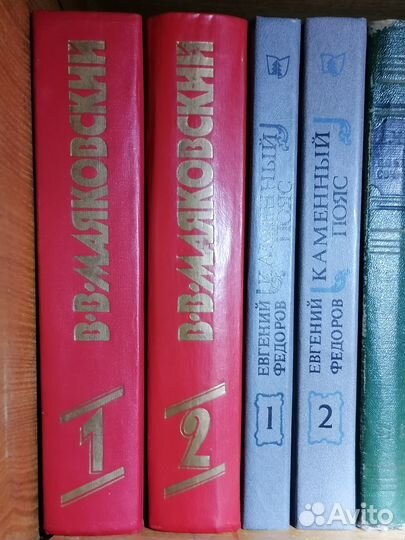 В·В·МАЯКОВСКИЙ
1
В·В·МАЯКОВСКИЙ
2
ЕВГЕНИЙ
ФЕДОРОВ
КАМЕННЫЙ
ПОЯС
1
ЕВГЕНИЙ
ФЕДОРОВ
КАМЕННЫЙ
ПОЯС
2
Avito